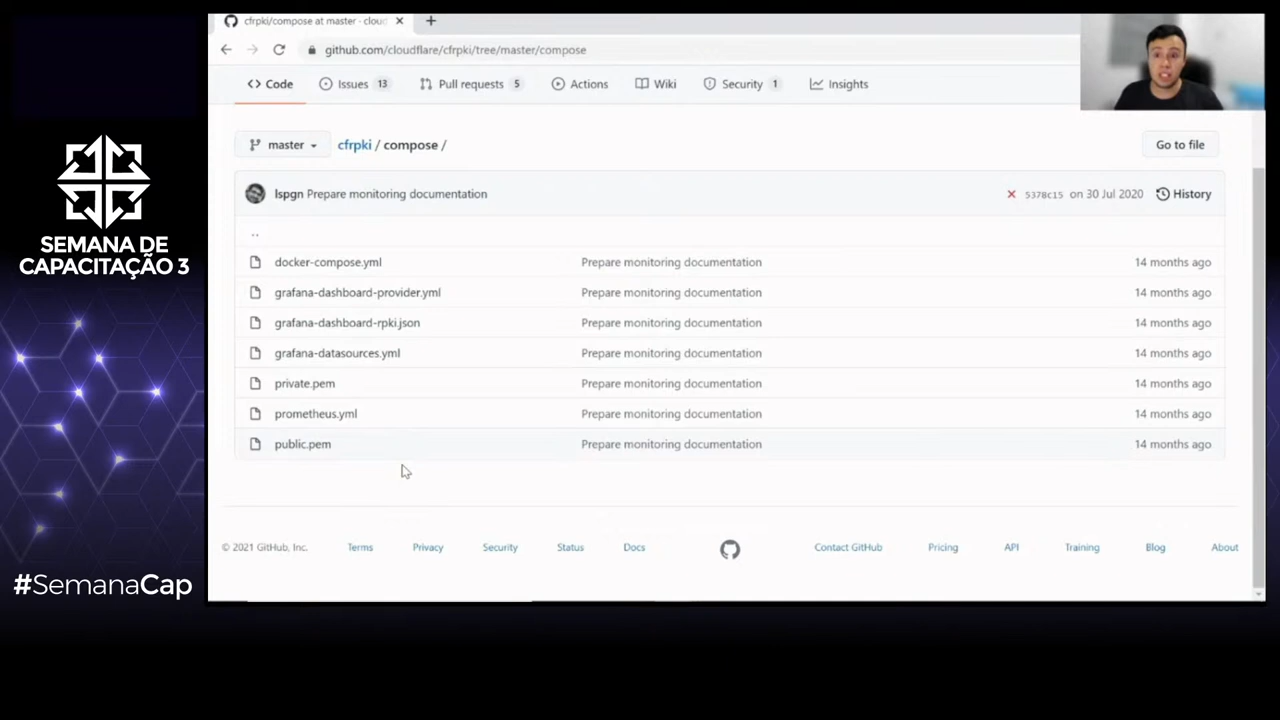 cfrpki/compose at master · cloud
github.com/cloudflare/cfrpki/tree/master/compose
Code Issues 13 Pull requests 5 Actions Wiki Security 1 Insights
master cfrpki / compose / Go to file
lspgn Prepare monitoring documentation 5378c15 on 30 Jul 2020 History
..
docker-compose.yml Prepare monitoring documentation 14 months ago
grafana-dashboard-provider.yml Prepare monitoring documentation 14 months ago
grafana-dashboard-rpki.json Prepare monitoring documentation 14 months ago
grafana-datasources.yml Prepare monitoring documentation 14 months ago
private.pem Prepare monitoring documentation 14 months ago
prometheus.yml Prepare monitoring documentation 14 months ago
public.pem Prepare monitoring documentation 14 months ago
© 2021 GitHub, Inc. Terms Privacy Security Status Docs Contact GitHub Pricing API Training Blog About
SEMANA DE
CAPACITAÇÃO 3
#SemanaCap